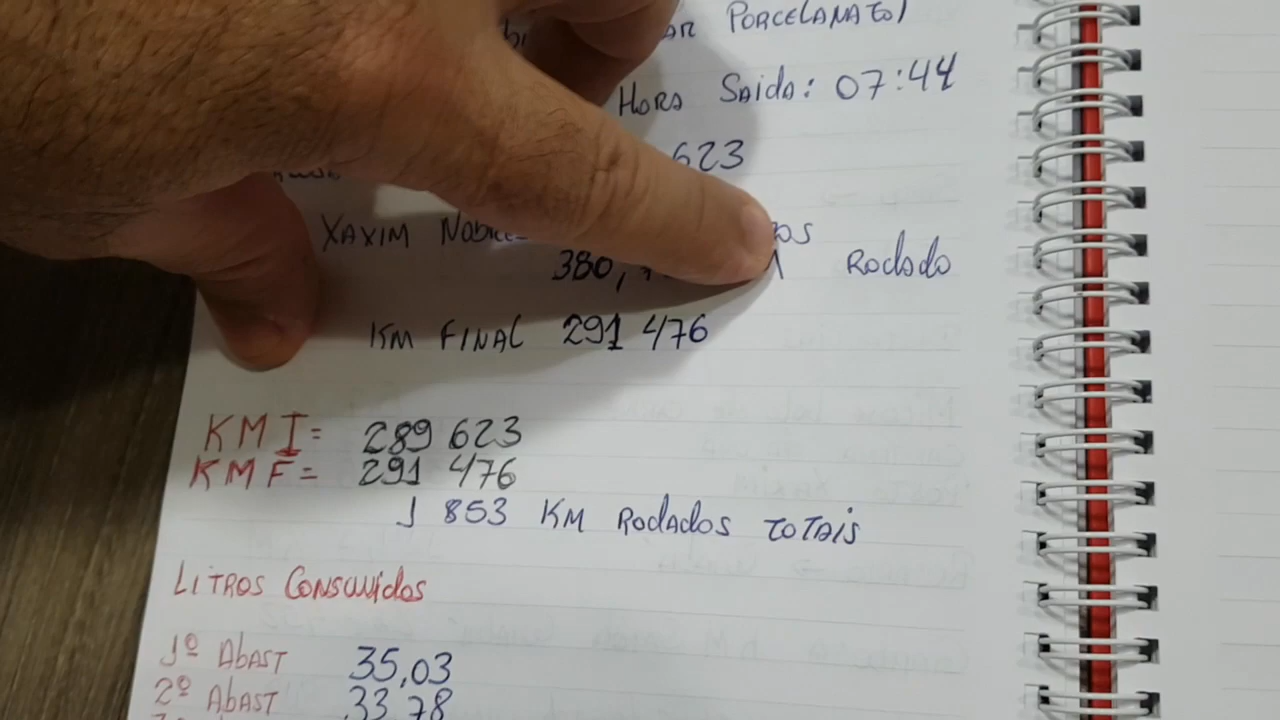 PORCELANATO)
HORA SAIDA: 07:44
623
XAXIM
380, RODADO
KM FINAL 291 476
KM I = 289 623
KM F = 291 476
1 853 KM RODADOS TOTAIS
LITROS CONSUMIDOS
1º ABAST 35,03
2º ABAST 33,78